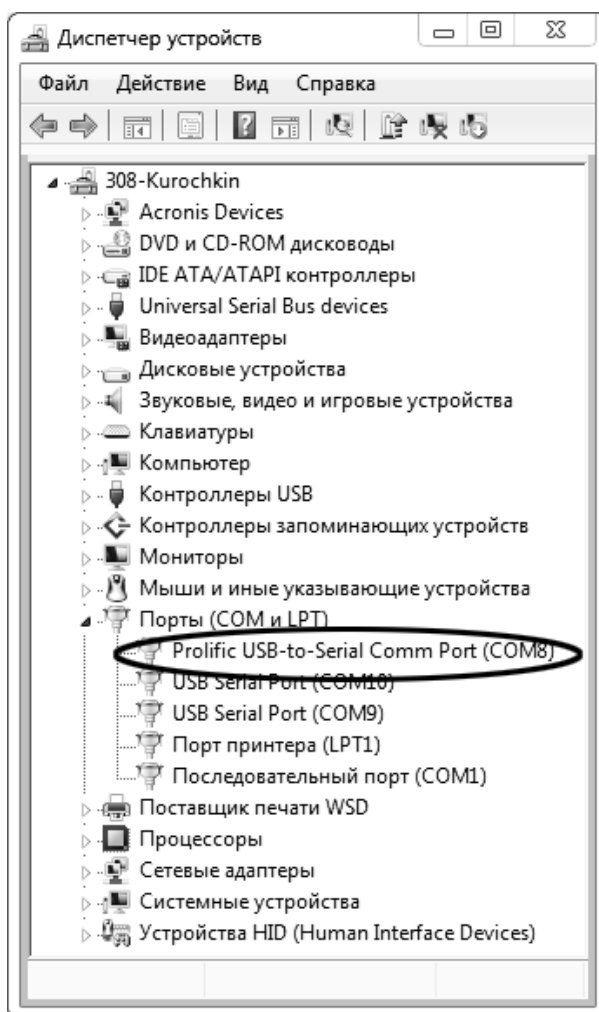 Диспетчер устройств
Файл Действие Вид Справка
308-Kurochkin
Acronis Devices
DVD и CD-ROM дисководы
IDE ATA/ATAPI контроллеры
Universal Serial Bus devices
Видеоадаптеры
Дисковые устройства
Звуковые, видео и игровые устройства
Клавиатуры
Компьютер
Контроллеры USB
Контроллеры запоминающих устройств
Мониторы
Мыши и иные указывающие устройства
Порты (COM и LPT)
Prolific USB-to-Serial Comm Port (COM8)
USB Serial Port (COM10)
USB Serial Port (COM9)
Порт принтера (LPT1)
Последовательный порт (COM1)
Поставщик печати WSD
Процессоры
Сетевые адаптеры
Системные устройства
Устройства HID (Human Interface Devices)